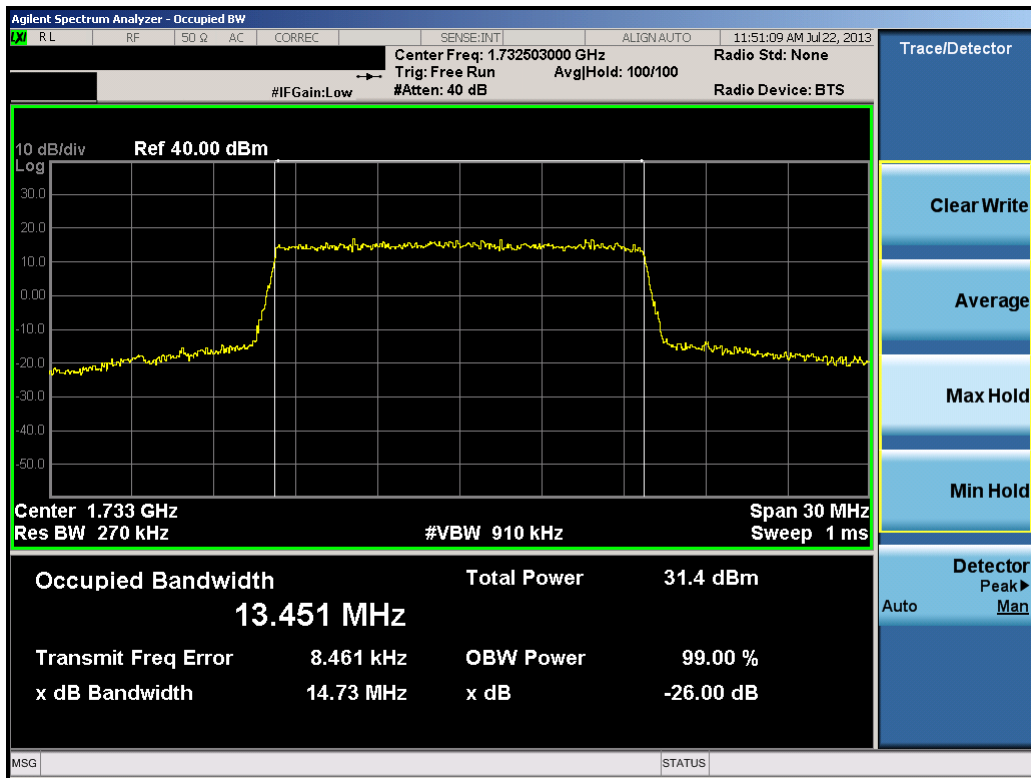 Agilent Spectrum Analyzer - Occupied BW
LXI RL RF 50 Ω AC CORREC SENSE:INT ALIGN AUTO 11:51:09 AM Jul 22, 2013
Center Freq: 1.732503000 GHz Radio Std: None
Trig: Free Run Avg|Hold: 100/100
#IFGain:Low #Atten: 40 dB Radio Device: BTS
10 dB/div Ref 40.00 dBm
Log
30.0
20.0
10.0
0.00
-10.0
-20.0
-30.0
-40.0
-50.0
Center 1.733 GHz Span 30 MHz
Res BW 270 kHz #VBW 910 kHz Sweep 1 ms
Occupied Bandwidth Total Power 31.4 dBm
13.451 MHz
Transmit Freq Error 8.461 kHz OBW Power 99.00 %
x dB Bandwidth 14.73 MHz x dB -26.00 dB
MSG STATUS
Trace/Detector
Clear Write
Average
Max Hold
Min Hold
Detector
Peak▶
Auto Man